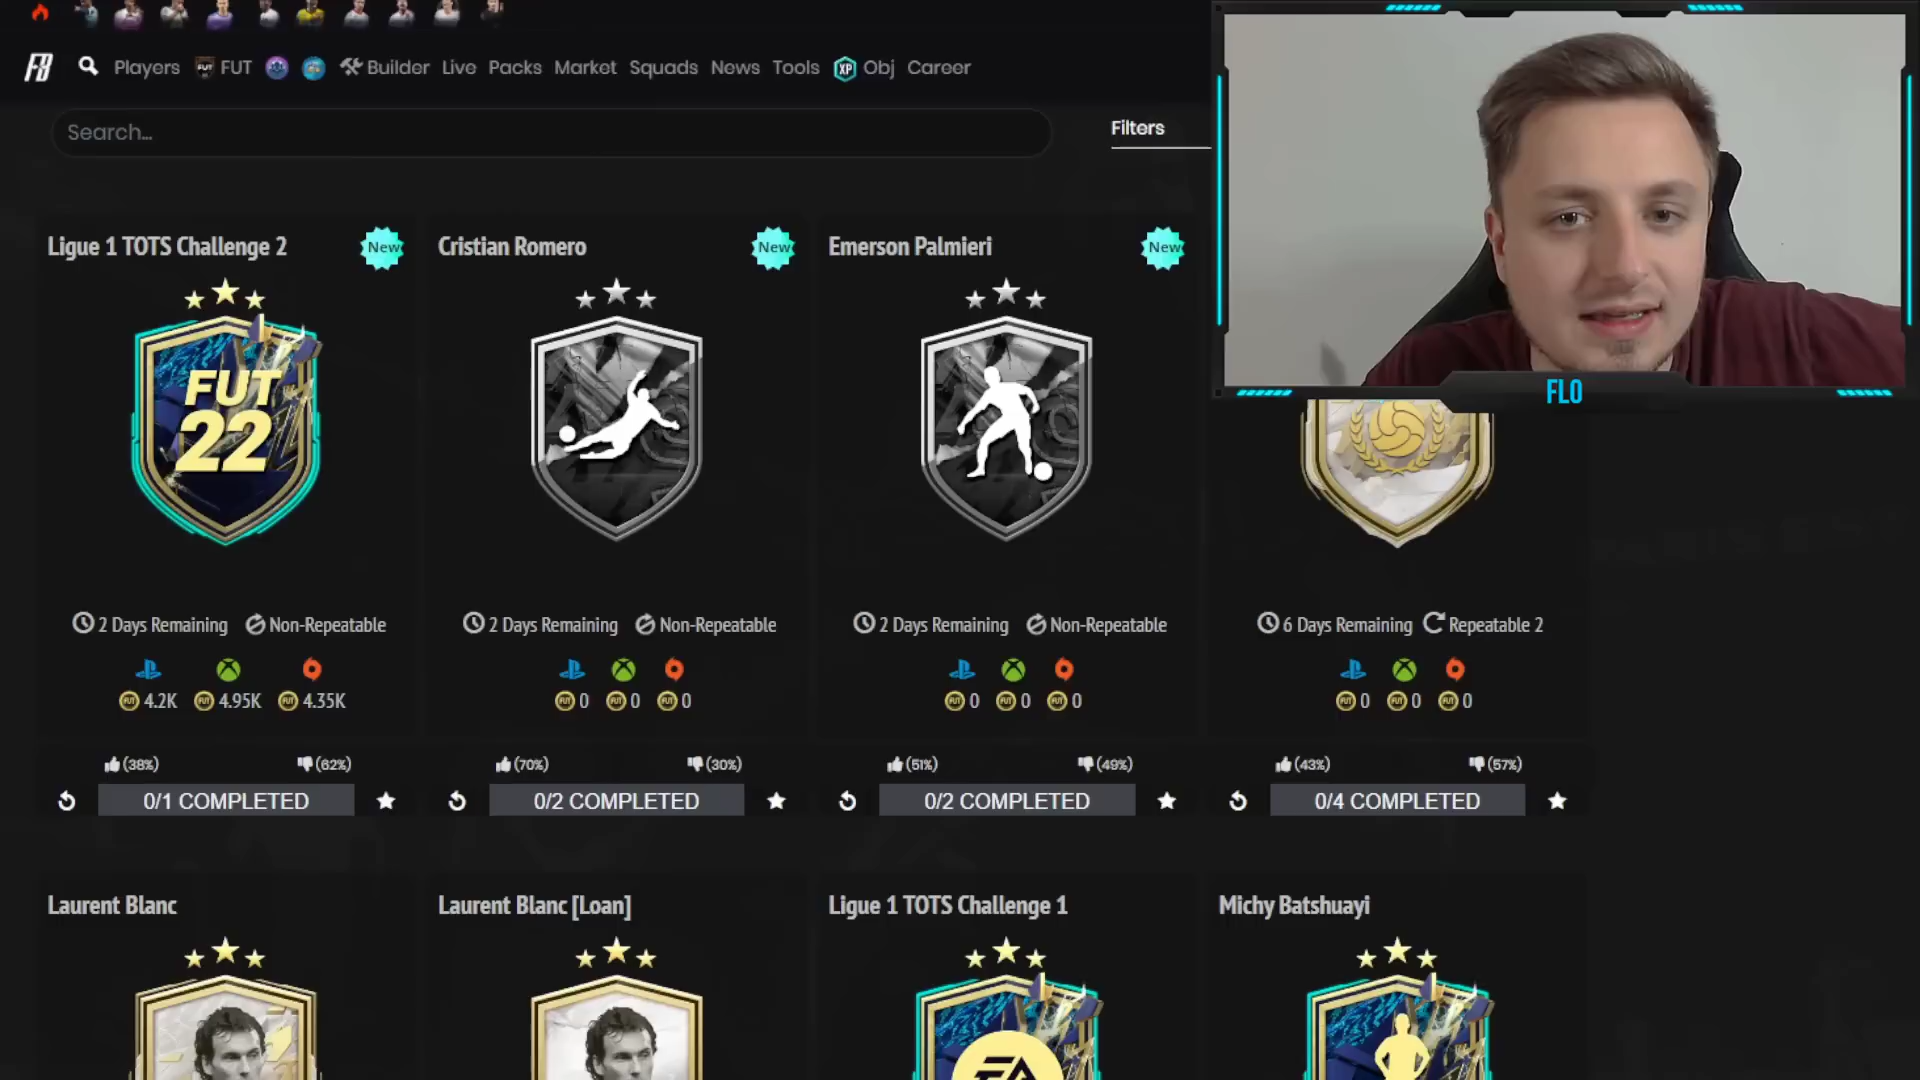 FB Players FUT FUT Builder Live Packs Market Squads News Tools XP Obj Career
Search...
Filters
FLO
Ligue 1 TOTS Challenge 2 New
Cristian Romero New
Emerson Palmieri New
FUT
22
2 Days Remaining Non-Repeatable
2 Days Remaining Non-Repeatable
2 Days Remaining Non-Repeatable
6 Days Remaining Repeatable 2
4.2K 4.95K 4.35K
0 0 0
0 0 0
0 0 0
(38%) (62%)
(70%) (30%)
(51%) (49%)
(43%) (57%)
0/1 COMPLETED
0/2 COMPLETED
0/2 COMPLETED
0/4 COMPLETED
Laurent Blanc
Laurent Blanc [Loan]
Ligue 1 TOTS Challenge 1
Michy Batshuayi
EA